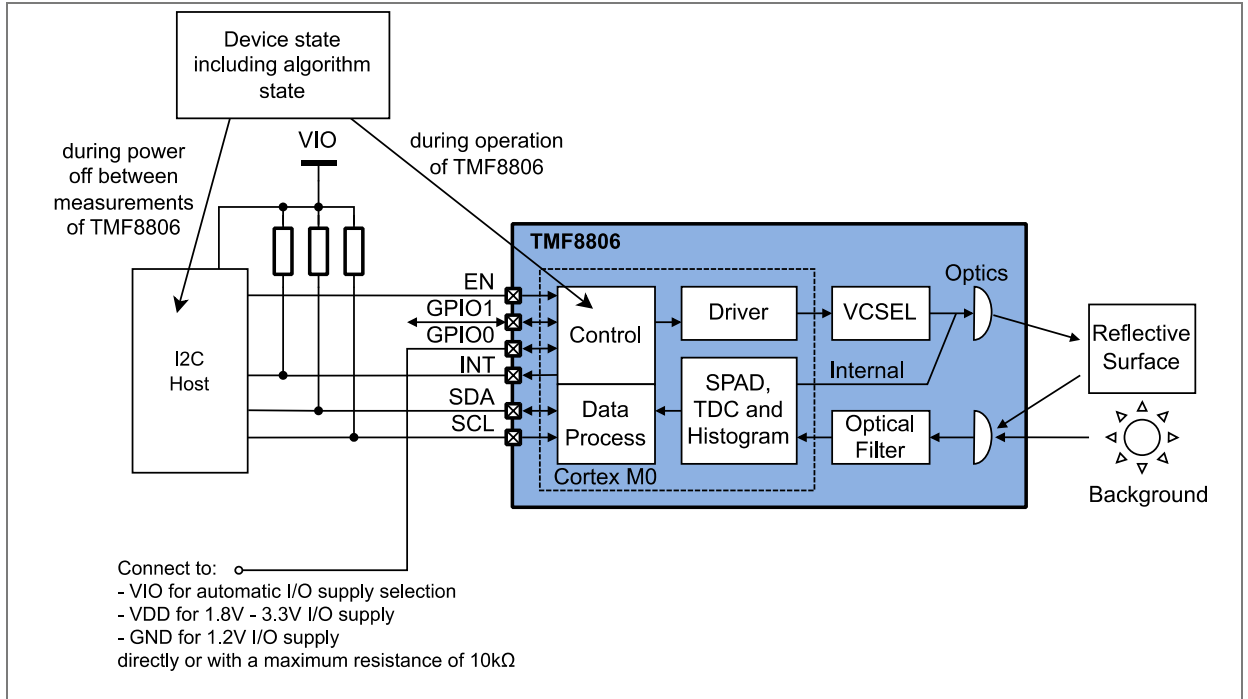 Device state
including algorithm
state
VIO
during power
off between
measurements
of TMF8806
during operation
of TMF8806
TMF8806
I2C
Host
EN
GPIO1
GPIO0
INT
SDA
SCL
Control
Data
Process
Cortex M0
Driver
SPAD,
TDC and
Histogram
VCSEL
Internal
Optical
Filter
Optics
Reflective
Surface
Background
Connect to:
- VIO for automatic I/O supply selection
- VDD for 1.8V - 3.3V I/O supply
- GND for 1.2V I/O supply
directly or with a maximum resistance of 10kΩ